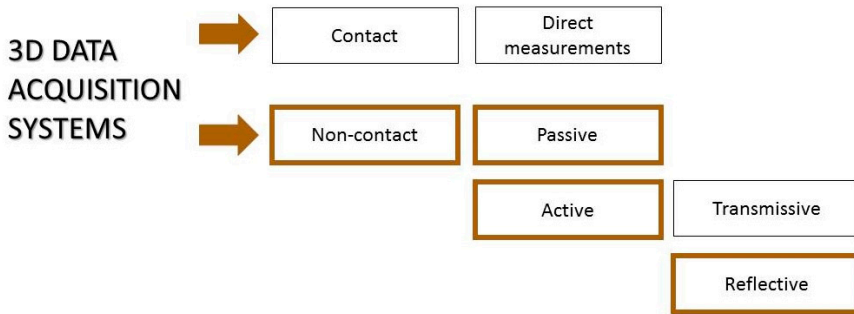 3D DATA
ACQUISITION
SYSTEMS
Contact
Direct
measurements
Non-contact
Passive
Active
Transmissive
Reflective